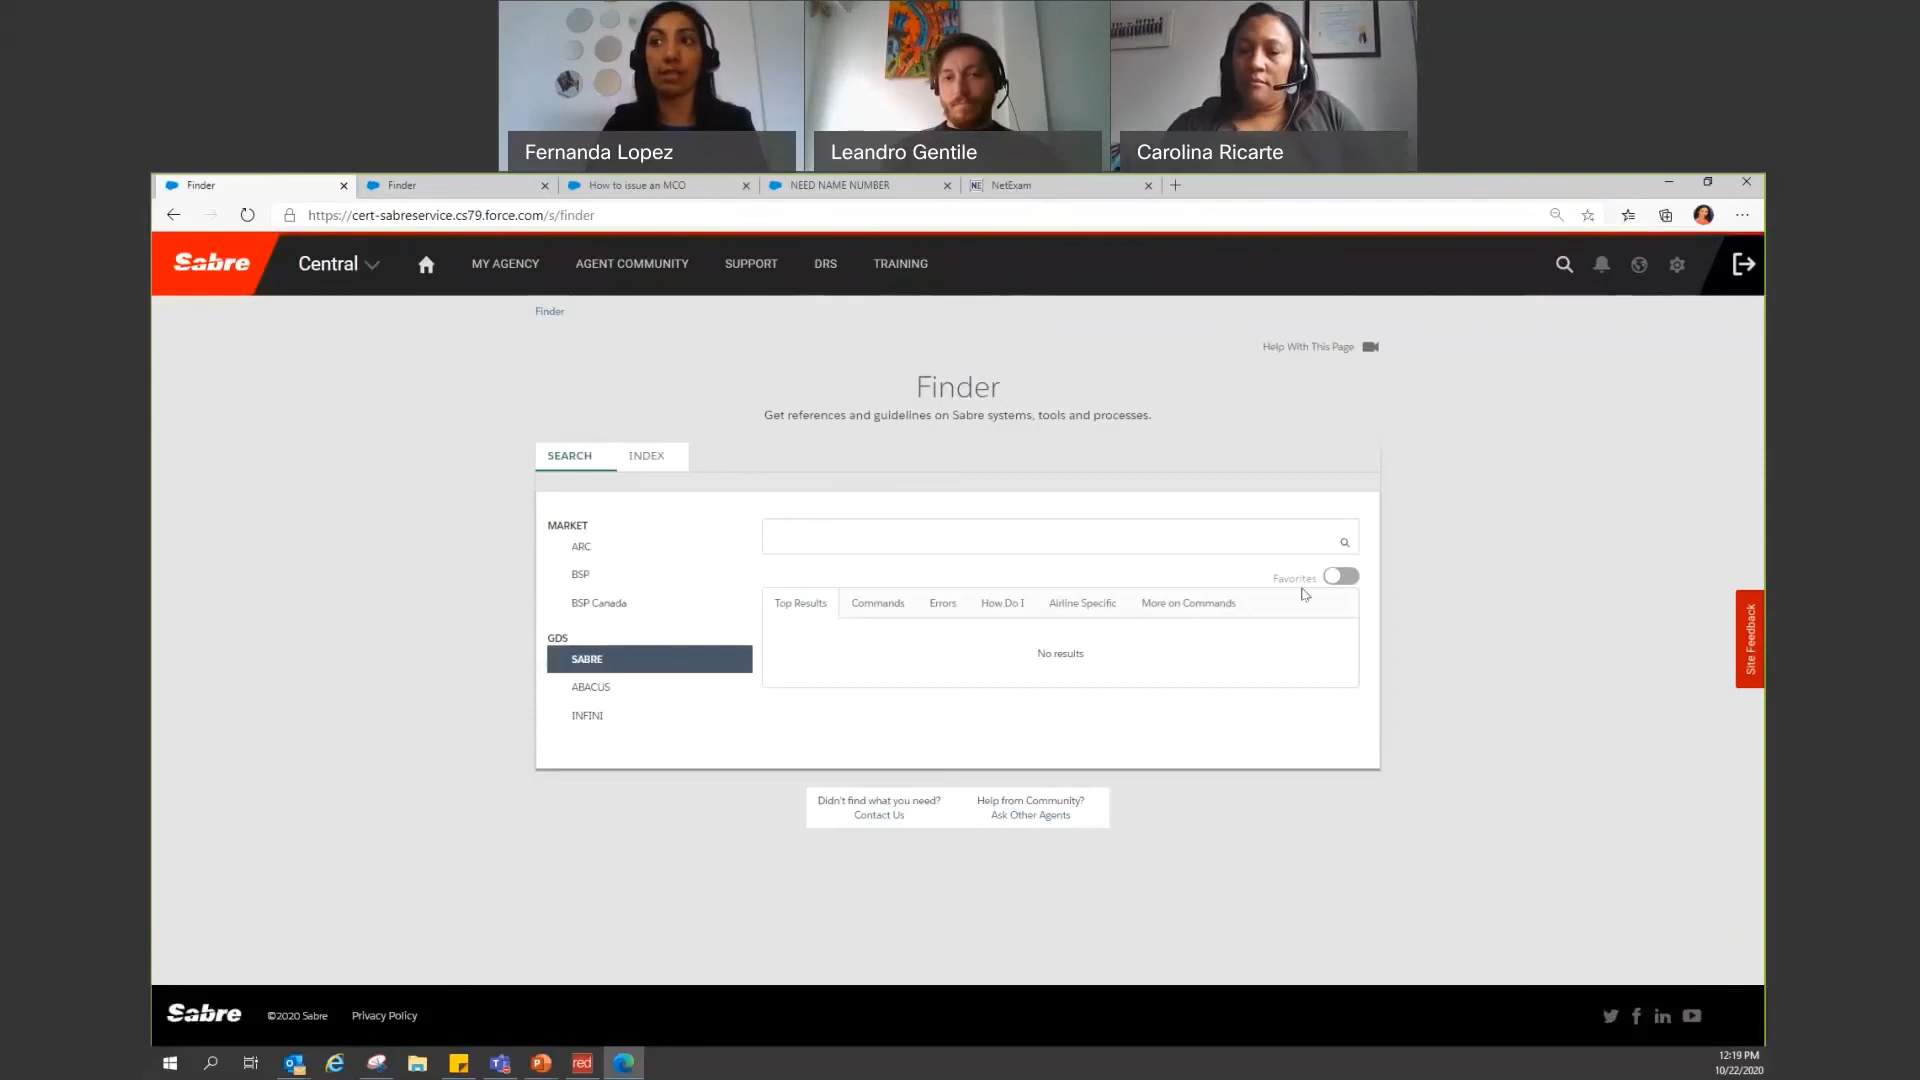 Fernanda Lopez
Leandro Gentile
Carolina Ricarte
Finder
Finder
How to issue an MCO
NEED NAME NUMBER
NE
NetExam
https://cert-sabreservice.cs79.force.com/s/finder
Sabre
Central
MY AGENCY
AGENT COMMUNITY
SUPPORT
DRS
TRAINING
Finder
Help With This Page
Finder
Get references and guidelines on Sabre systems, tools and processes.
SEARCH
INDEX
MARKET
ARC
BSP
BSP Canada
GDS
SABRE
ABACUS
INFINI
Favorites
Top Results
Commands
Errors
How Do I
Airline Specific
More on Commands
No results
Site Feedback
Didn't find what you need?
Contact Us
Help from Community?
Ask Other Agents
Sabre
©2020 Sabre
Privacy Policy
red
12:19 PM
10/22/2020